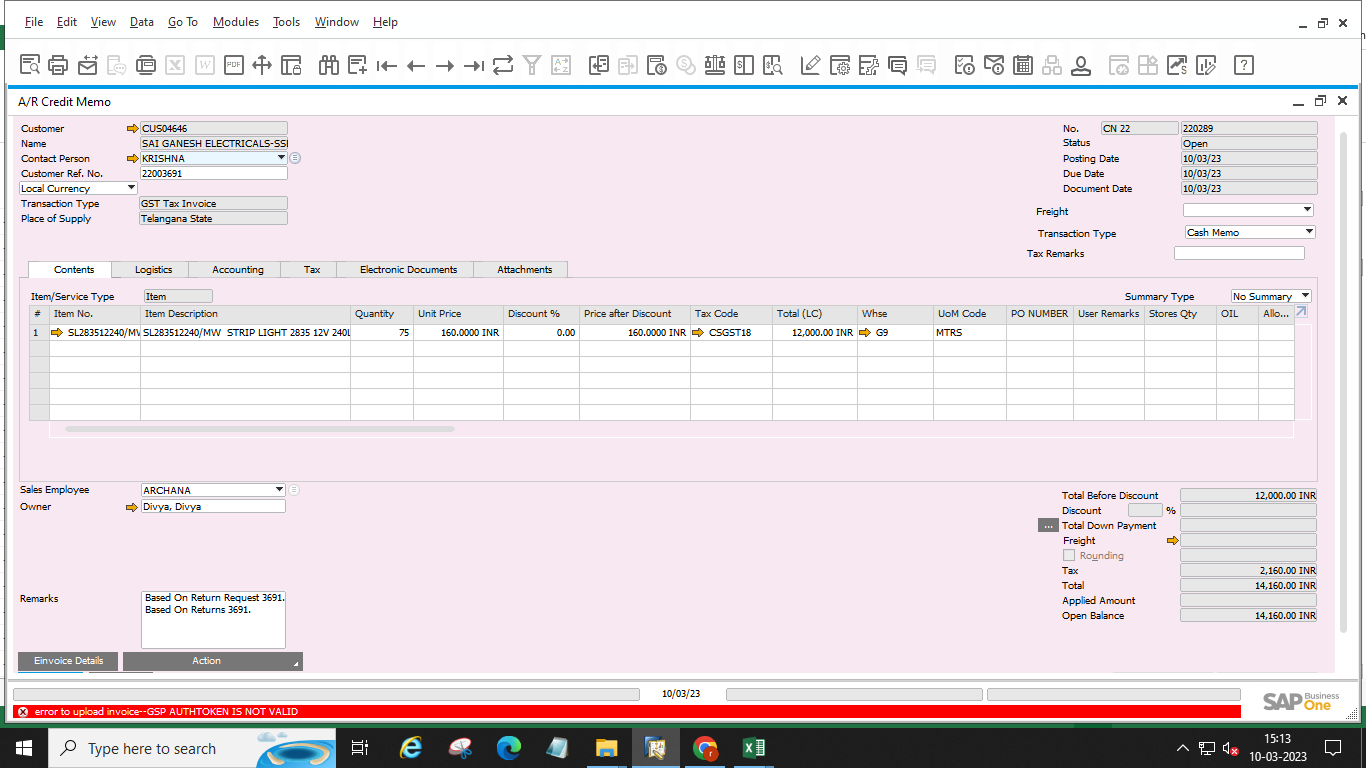 File Edit View Data Go To Modules Tools Window Help
PDF
A/R Credit Memo
Customer CUS04646
Name SAI GANESH ELECTRICALS-SSI
Contact Person KRISHNA
Customer Ref. No. 22003691
Local Currency
Transaction Type GST Tax Invoice
Place of Supply Telangana State
No. CN 22 220289
Status Open
Posting Date 10/03/23
Due Date 10/03/23
Document Date 10/03/23
Freight
Transaction Type Cash Memo
Tax Remarks
Contents Logistics Accounting Tax Electronic Documents Attachments
Item/Service Type Item
Summary Type No Summary
# Item No. Item Description Quantity Unit Price Discount % Price after Discount Tax Code Total (LC) Whse UoM Code PO NUMBER User Remarks Stores Qty OIL Allo...
1 SL283512240/MW SL283512240/MW STRIP LIGHT 2835 12V 240L 75 160.0000 INR 0.00 160.0000 INR CSGST18 12,000.00 INR G9 MTRS
Sales Employee ARCHANA
Owner Divya, Divya
Total Before Discount 12,000.00 INR
Discount %
... Total Down Payment
Freight
Rounding
Tax 2,160.00 INR
Total 14,160.00 INR
Applied Amount
Open Balance 14,160.00 INR
Remarks Based On Return Request 3691.
Based On Returns 3691.
Einvoice Details Action
10/03/23
SAP Business One
error to upload invoice--GSP AUTHTOKEN IS NOT VALID
Type here to search
15:13
10-03-2023